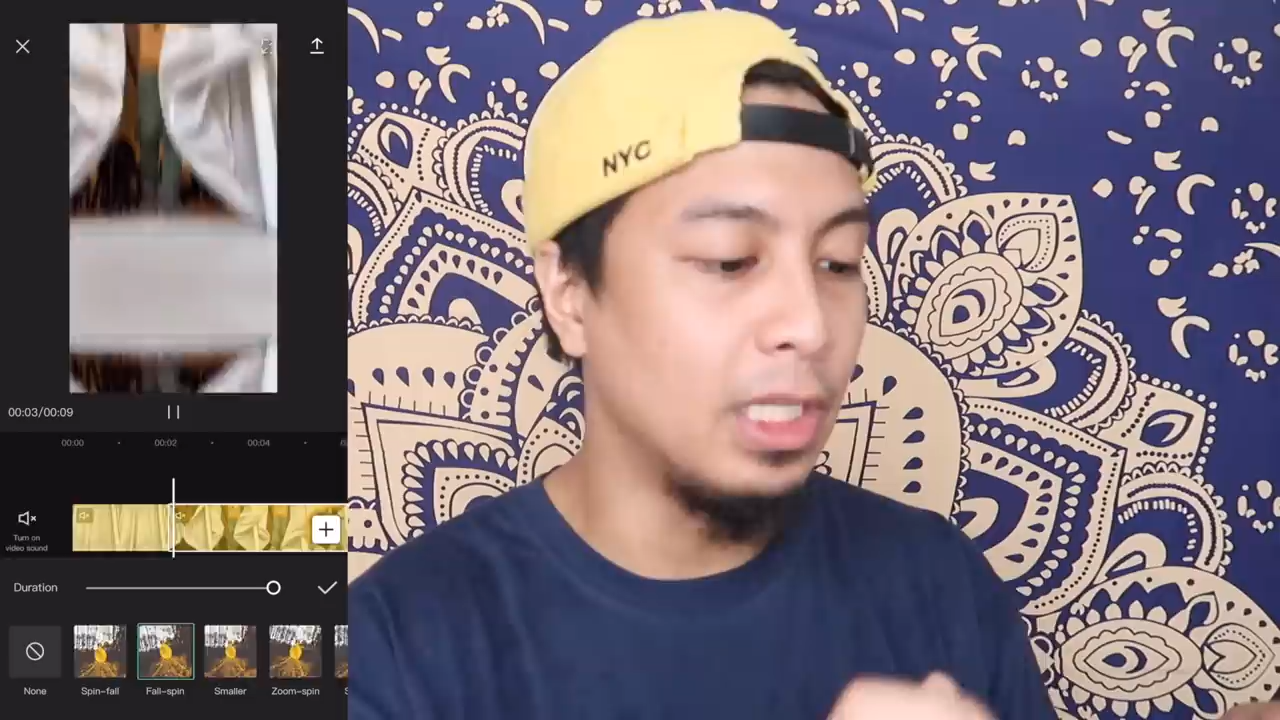 NYC
00:03/00:09
00:00
00:02
00:04
Turn on
video sound
Duration
None
Spin-fall
Fall-spin
Smaller
Zoom-spin